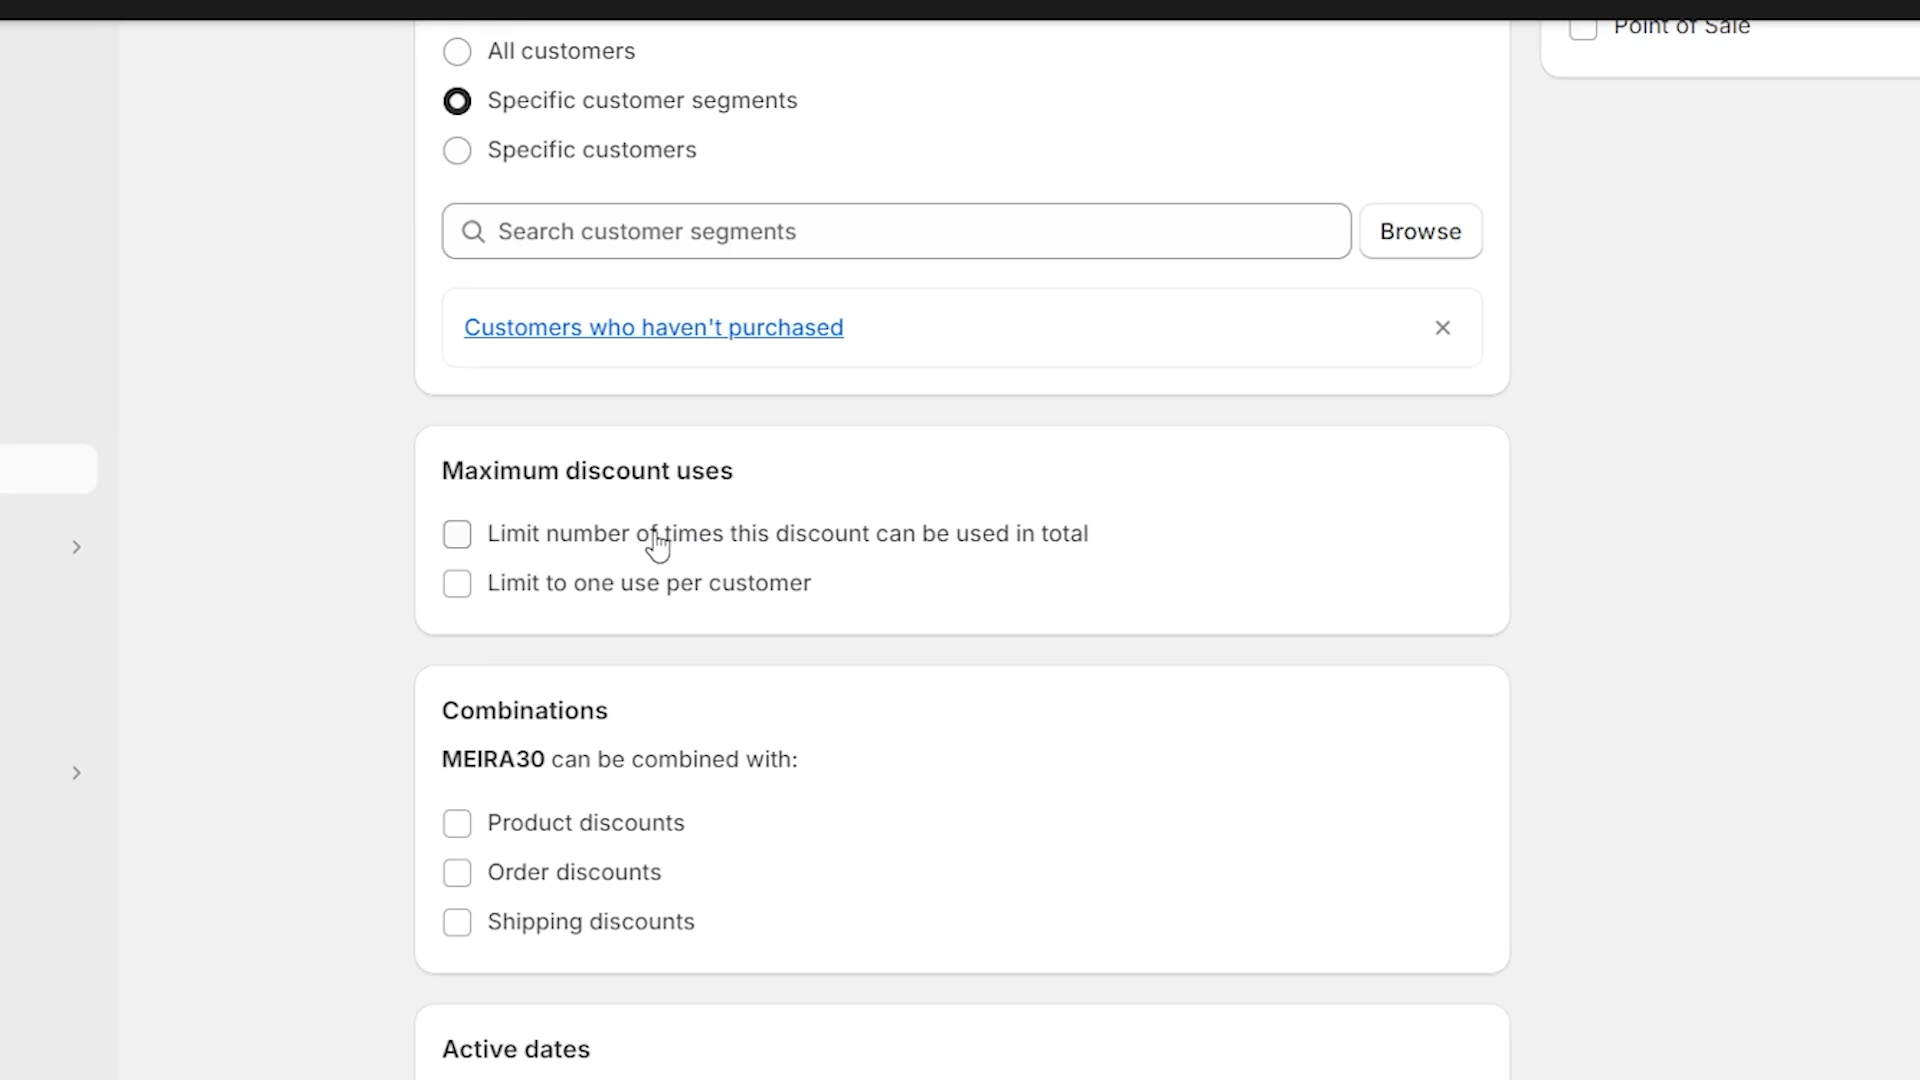 All customers
Point of Sale
Specific customer segments
Specific customers
Search customer segments
Browse
Customers who haven't purchased
Maximum discount uses
Limit number of times this discount can be used in total
Limit to one use per customer
Combinations
MEIRA30 can be combined with:
Product discounts
Order discounts
Shipping discounts
Active dates